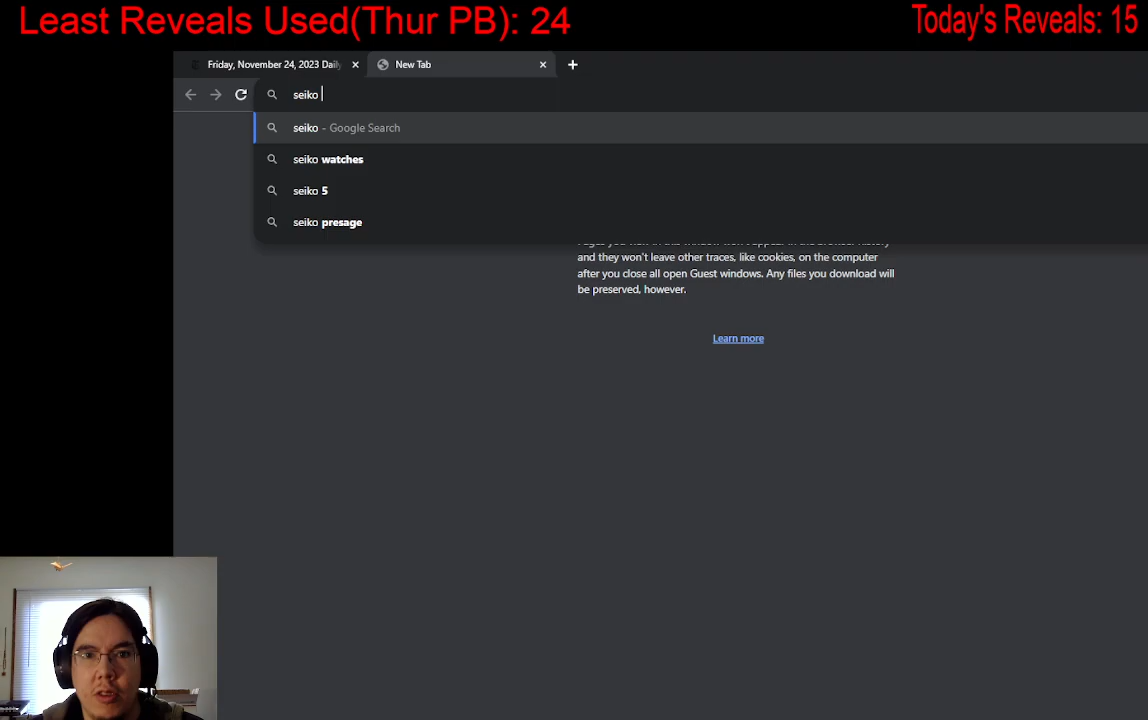 Least Reveals Used(Thur PB): 24
Today's Reveals: 15
Friday, November 24, 2023 Daily
New Tab
seiko
seiko - Google Search
seiko watches
seiko 5
seiko presage
and they won't leave other traces, like cookies, on the computer
after you close all open Guest windows. Any files you download will
be preserved, however.
Learn more